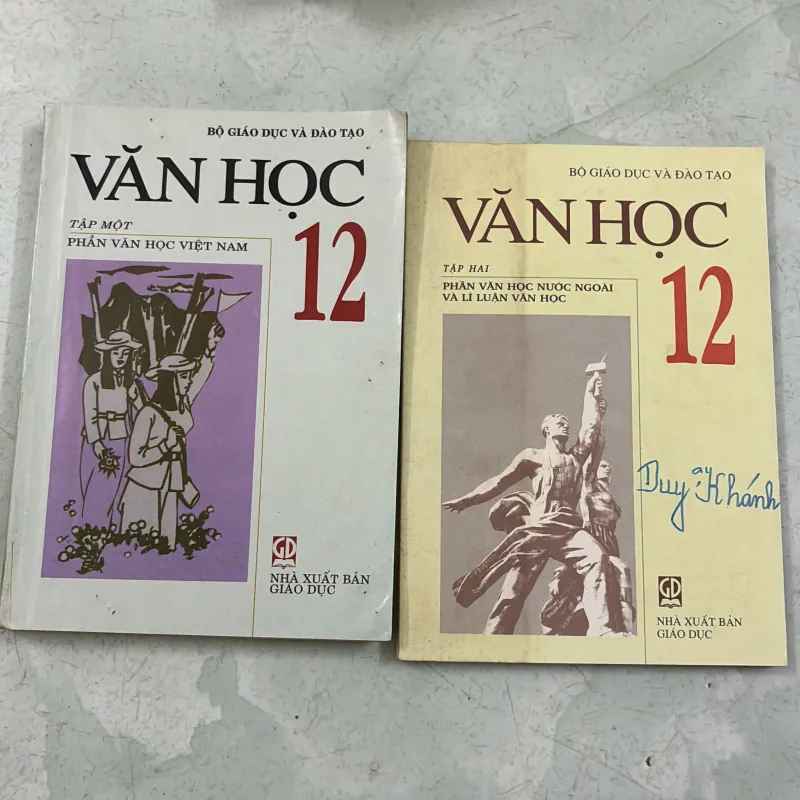 BỘ GIÁO DỤC VÀ ĐÀO TẠO
VĂN HỌC
TẬP MỘT
PHẦN VĂN HỌC VIỆT NAM
12
GD
NHÀ XUẤT BẢN
GIÁO DỤC
BỘ GIÁO DỤC VÀ ĐÀO TẠO
VĂN HỌC
TẬP HAI
PHẦN VĂN HỌC NƯỚC NGOÀI
VÀ LÍ LUẬN VĂN HỌC
12
Duy Khánh
GD
NHÀ XUẤT BẢN
GIÁO DỤC